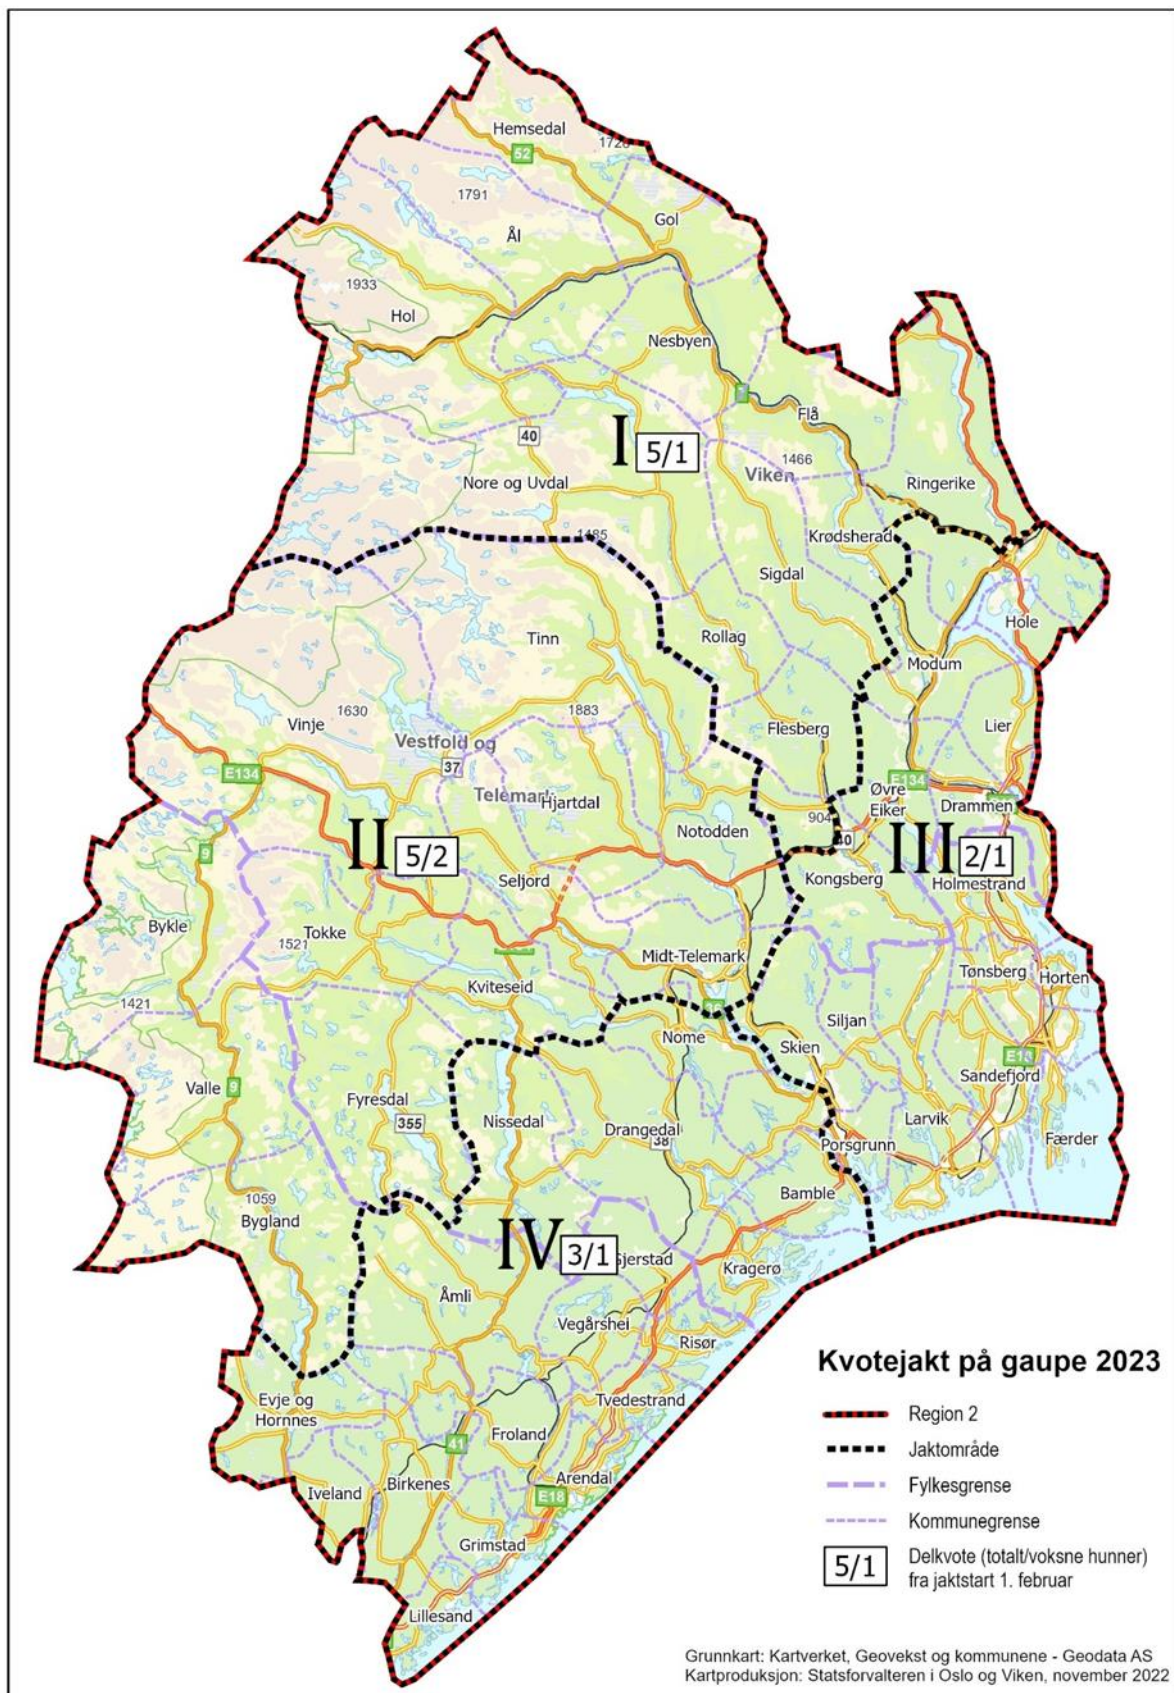 Hemsedal
52
1726
1791
Gol
Ål
1933
Hol
Nesbyen
Flå
40
I 5/1
1466
Viken
Ringerike
Nore og Uvdal
1485
Krødsherad
Sigdal
Hole
Tinn
Rollag
Modum
1630
1883
Vinje
Flesberg
Lier
Vestfold og
37
E134
E134
Telemark
Hjartdal
Øvre
Eiker
Drammen
904
Notodden
40
9
II 5/2
III 2/1
Seljord
Kongsberg
Holmestrand
Bykle
Tokke
1521
Midt-Telemark
Tønsberg
Horten
Kviteseid
1421
36
Siljan
Nome
Skien
E18
Valle
9
Sandefjord
Fyresdal
355
Nissedal
Drangedal
38
Larvik
Porsgrunn
Færder
Bamble
1059
Bygland
IV 3/1
Gjerstad
Kragerø
Åmli
Vegårshei
Risør
Evje og
Hornnes
Tvedestrand
Froland
41
Arendal
Birkenes
Iveland
E18
Grimstad
Lillesand
Kvotejakt på gaupe 2023
Region 2
Jaktområde
Fylkesgrense
Kommunegrense
5/1 Delkvote (totalt/voksne hunner)
fra jaktstart 1. februar
Grunnkart: Kartverket, Geovekst og kommunene - Geodata AS
Kartproduksjon: Statsforvalteren i Oslo og Viken, november 2022